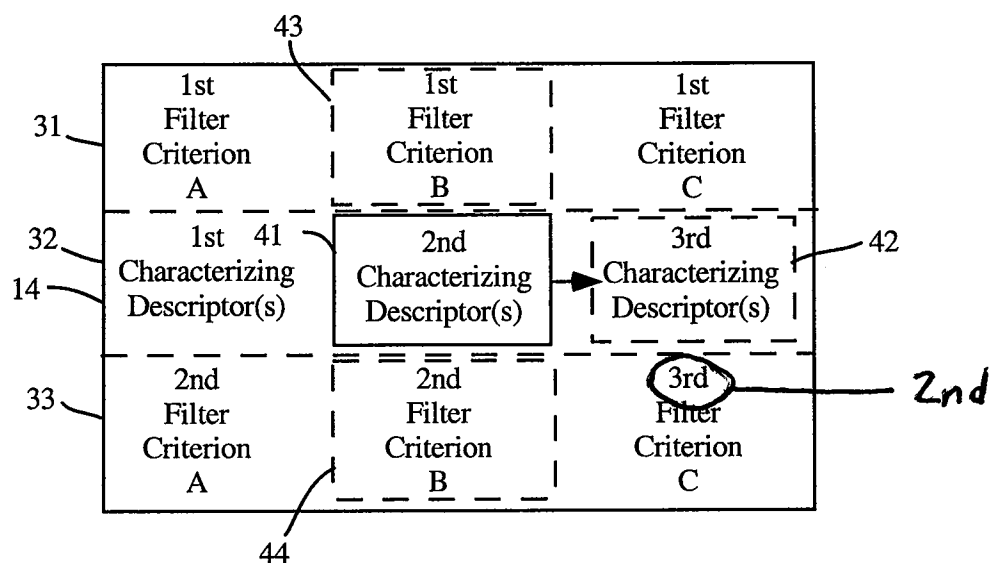 43
1st
Filter
Criterion
A
1st
Filter
Criterion
B
1st
Filter
Criterion
C
31
32
14
1st
Characterizing
Descriptor(s)
41
2nd
Characterizing
Descriptor(s)
3rd
Characterizing
Descriptor(s)
42
33
2nd
Filter
Criterion
A
2nd
Filter
Criterion
B
3rd
Filter
Criterion
C
2nd
44